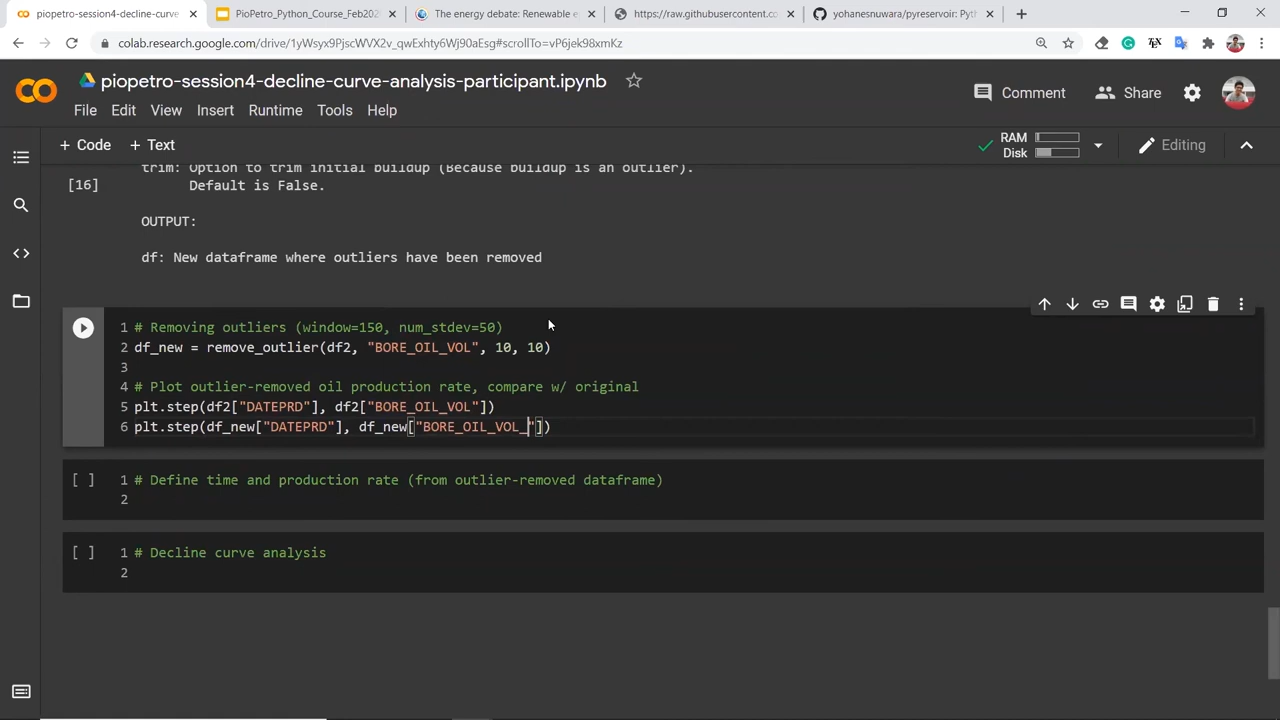 piopetro-session4-decline-curve
PioPetro_Python_Course_Feb202
The energy debate: Renewable e
https://raw.githubusercontent.co
yohanesnuwara/pyreservoir: Pyth
colab.research.google.com/drive/1yWsyx9PjscWVX2v_qwExhty6Wj90aEsg#scrollTo=vP6jek98xmKz
CO
piopetro-session4-decline-curve-analysis-participant.ipynb
Comment
Share
File Edit View Insert Runtime Tools Help
+ Code + Text
RAM
Disk
Editing
trim: Option to trim initial buildup (Because buildup is an outlier).
[16] Default is False.
OUTPUT:
df: New dataframe where outliers have been removed
1 # Removing outliers (window=150, num_stdev=50)
2 df_new = remove_outlier(df2, "BORE_OIL_VOL", 10, 10)
3
4 # Plot outlier-removed oil production rate, compare w/ original
5 plt.step(df2["DATEPRD"], df2["BORE_OIL_VOL"])
6 plt.step(df_new["DATEPRD"], df_new["BORE_OIL_VOL_"])
[ ] 1 # Define time and production rate (from outlier-removed dataframe)
2
[ ] 1 # Decline curve analysis
2